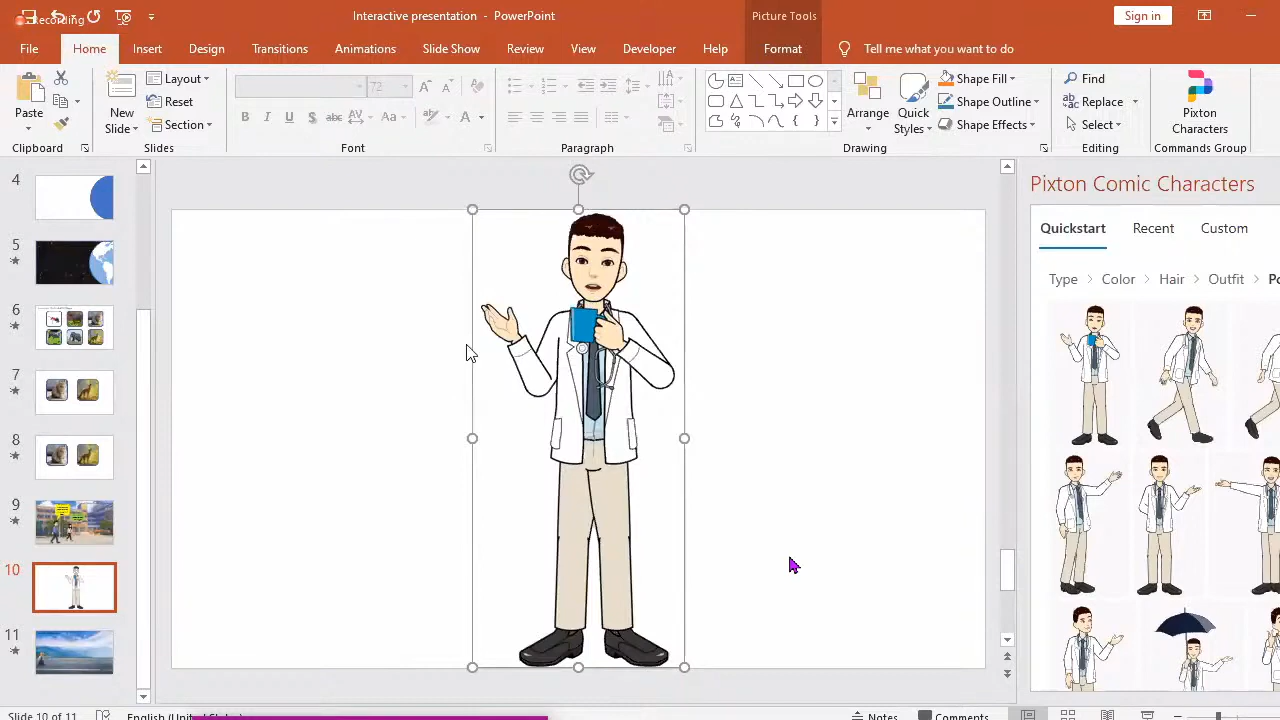 Recording
Interactive presentation - PowerPoint
Picture Tools
Sign in
File Home Insert Design Transitions Animations Slide Show Review View Developer Help Format Tell me what you want to do
Paste
New Slide
Layout
Reset
Section
72
Quick Styles
Arrange
Shape Fill
Shape Outline
Shape Effects
Find
Replace
Select
Pixton Characters
Clipboard Slides Font Paragraph Drawing Editing Commands Group
Pixton Comic Characters
Quickstart Recent Custom
Type > Color > Hair > Outfit >
4
5
6
7
8
9
10
11
Slide 10 of 11
Notes
Comments